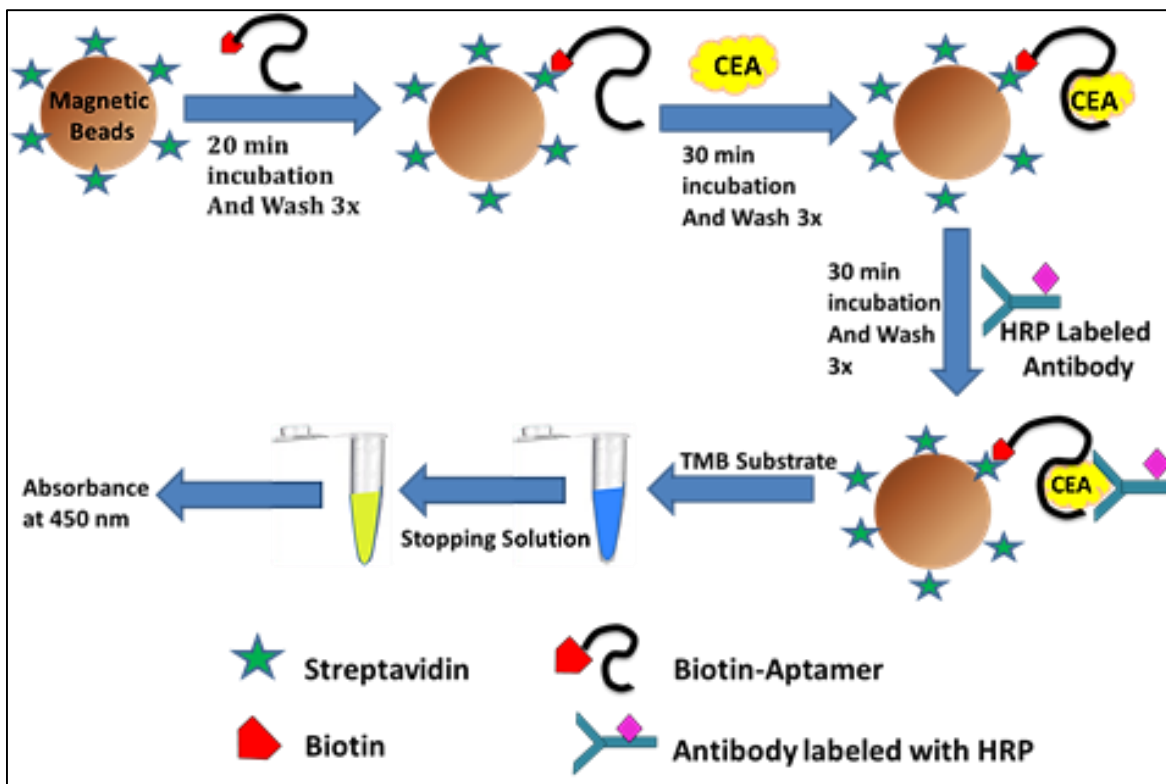 Magnetic
Beads
20 min
incubation
And Wash 3x
CEA
30 min
incubation
And Wash 3x
CEA
30 min
incubation
And Wash
3x
HRP Labeled
Antibody
CEA
TMB Substrate
Stopping Solution
Absorbance
at 450 nm
Streptavidin
Biotin-Aptamer
Biotin
Antibody labeled with HRP